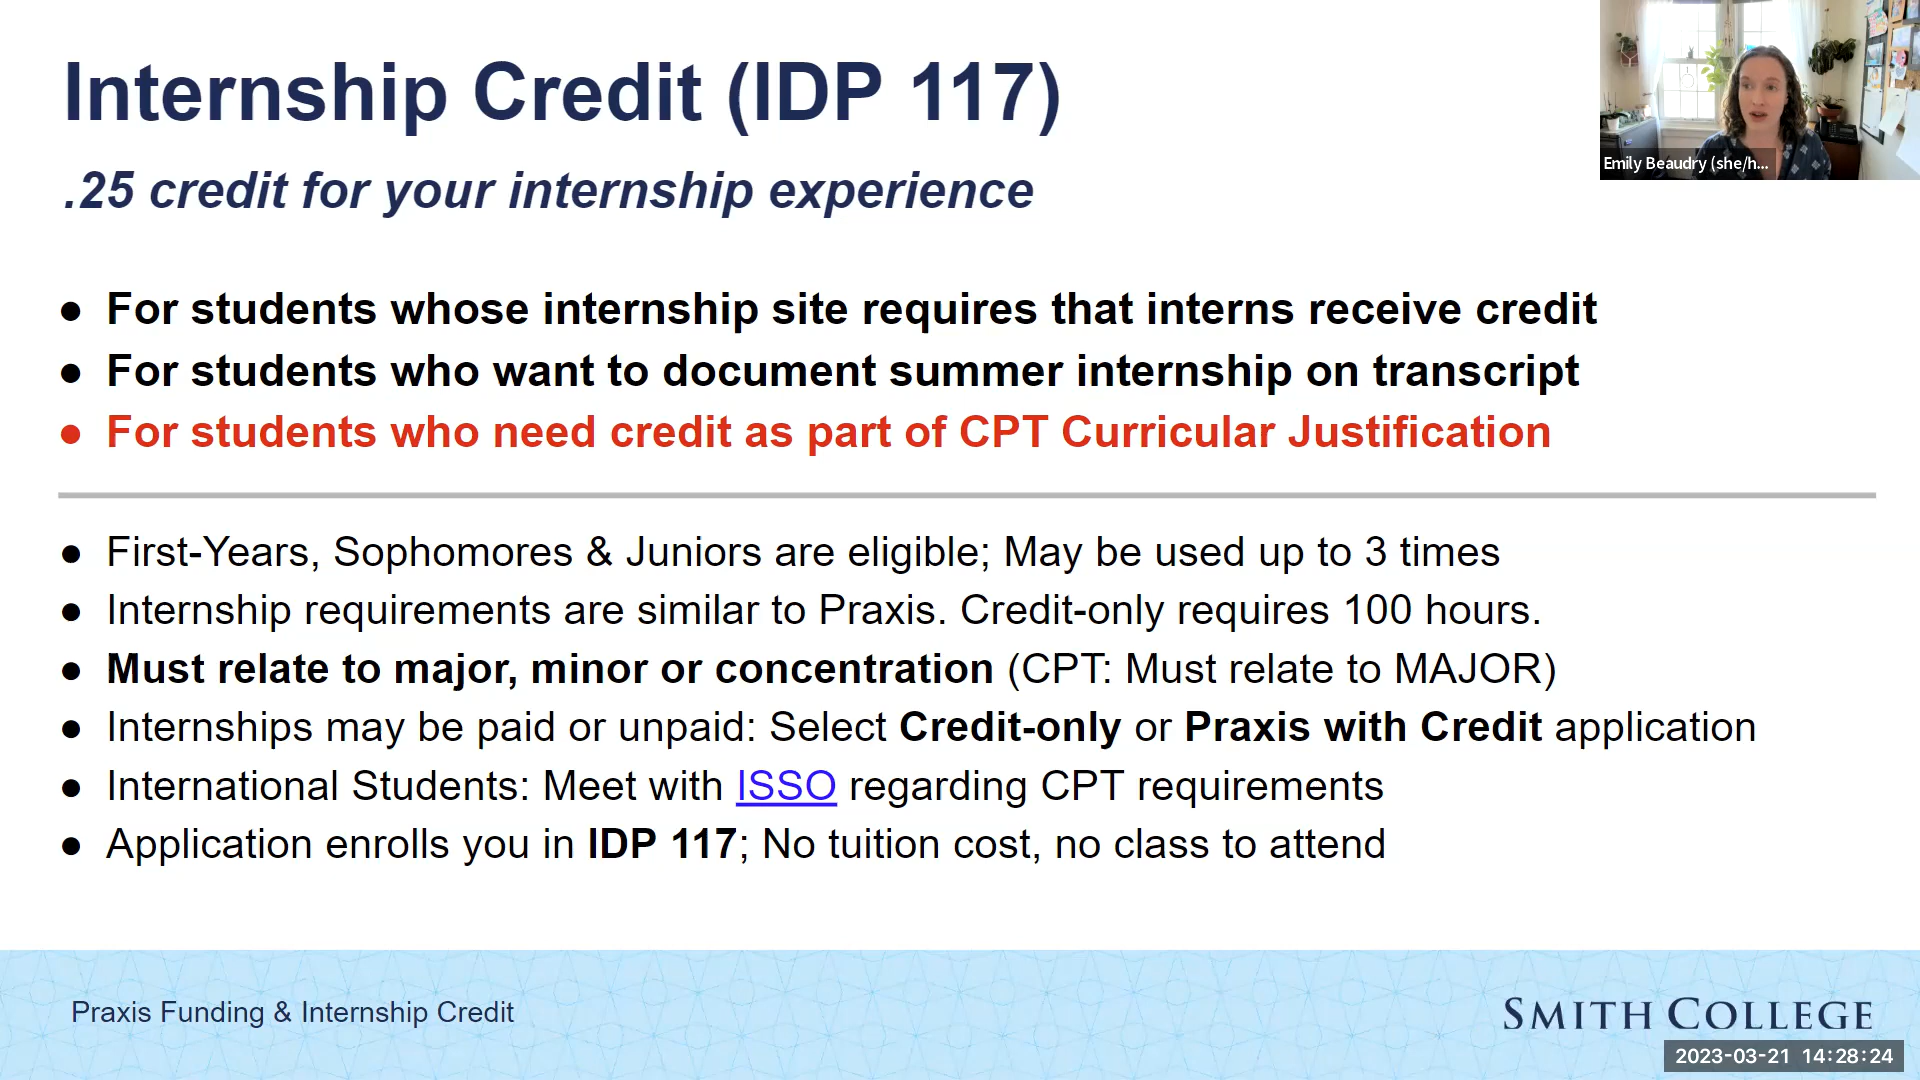 Internship Credit (IDP 117)
.25 credit for your internship experience
Emily Beaudry (she/h...
● For students whose internship site requires that interns receive credit
● For students who want to document summer internship on transcript
● For students who need credit as part of CPT Curricular Justification
● First-Years, Sophomores & Juniors are eligible; May be used up to 3 times
● Internship requirements are similar to Praxis. Credit-only requires 100 hours.
● Must relate to major, minor or concentration (CPT: Must relate to MAJOR)
● Internships may be paid or unpaid: Select Credit-only or Praxis with Credit application
● International Students: Meet with ISSO regarding CPT requirements
● Application enrolls you in IDP 117; No tuition cost, no class to attend
Praxis Funding & Internship Credit
SMITH COLLEGE
2023-03-21 14:28:24